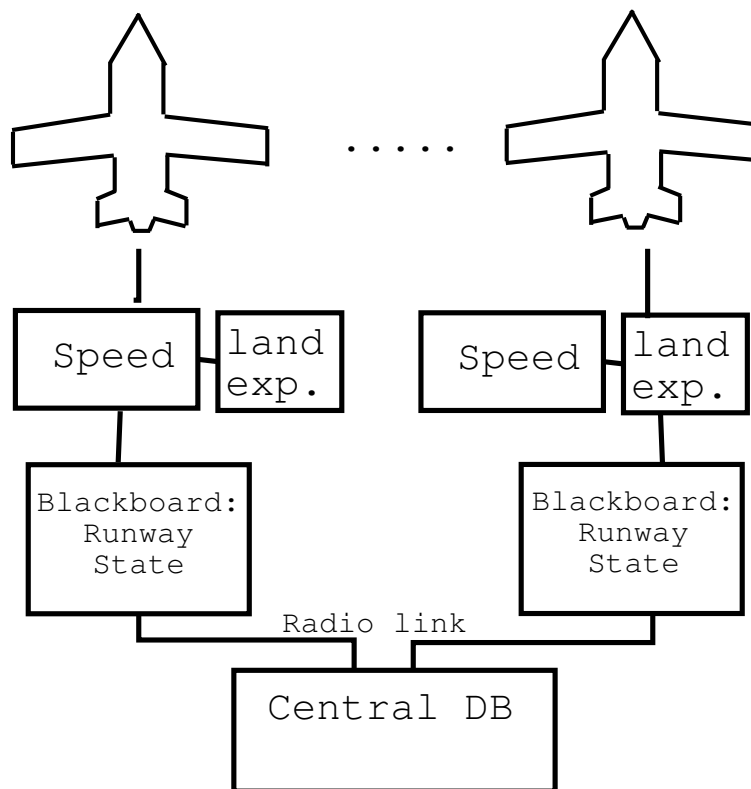 .....
Speed
land
exp.
Speed
land
exp.
Blackboard:
Runway
State
Blackboard:
Runway
State
Radio link
Central DB